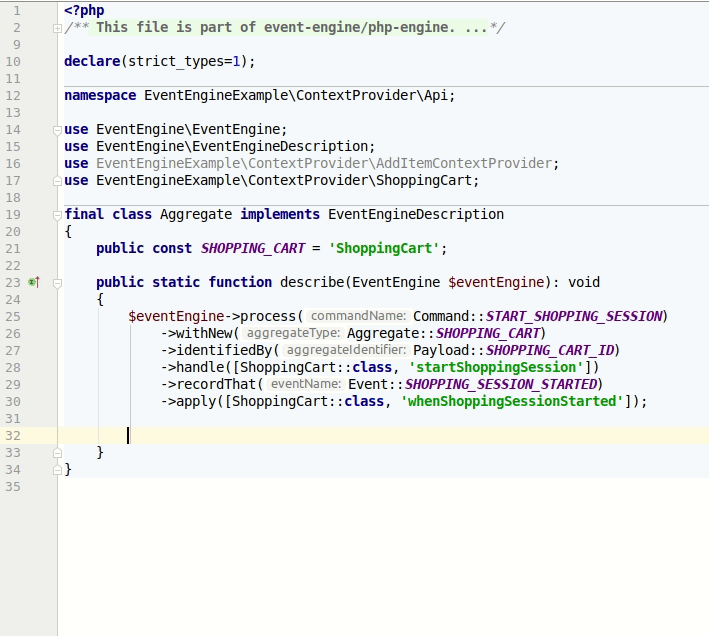 1 <?php
2 /** This file is part of event-engine/php-engine. ...*/
9
10 declare(strict_types=1);
11
12 namespace EventEngineExample\ContextProvider\Api;
13
14 use EventEngine\EventEngine;
15 use EventEngine\EventEngineDescription;
16 use EventEngineExample\ContextProvider\AddItemContextProvider;
17 use EventEngineExample\ContextProvider\ShoppingCart;
18
19 final class Aggregate implements EventEngineDescription
20 {
21     public const SHOPPING_CART = 'ShoppingCart';
22
23     public static function describe(EventEngine $eventEngine): void
24     {
25         $eventEngine->process( commandName: Command::START_SHOPPING_SESSION)
26             ->withNew( aggregateType: Aggregate::SHOPPING_CART)
27             ->identifiedBy( aggregateIdentifier: Payload::SHOPPING_CART_ID)
28             ->handle([ShoppingCart::class, 'startShoppingSession'])
29             ->recordThat( eventName: Event::SHOPPING_SESSION_STARTED)
30             ->apply([ShoppingCart::class, 'whenShoppingSessionStarted']);
31
32
33     }
34 }
35